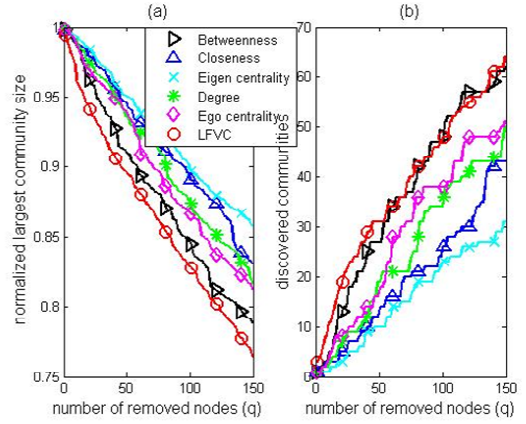 (a)
(b)
normalized largest community size
1
0.95
0.9
0.85
0.8
0.75
0
50
100
150
number of removed nodes (q)
Betweenness
Closeness
Eigen centrality
Degree
Ego centrality
LFVC
discovered communities
70
60
50
40
30
20
10
0
0
50
100
150
number of removed nodes (q)